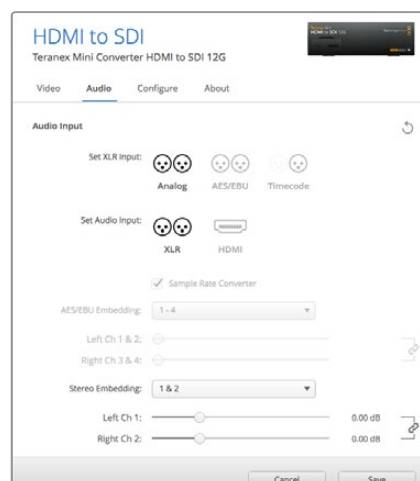 HDMI to SDI
Teranex Mini Converter HDMI to SDI 12G
Video Audio Configure About
Audio Input
Set XLR Input:
Analog AES/EBU Timecode
Set Audio Input:
XLR HDMI
Sample Rate Converter
AES/EBU Embedding: 1 - 4
Left Ch 1 & 2:
Right Ch 3 & 4:
Stereo Embedding: 1 & 2
Left Ch 1: 0.00 dB
Right Ch 2: 0.00 dB
Cancel Save